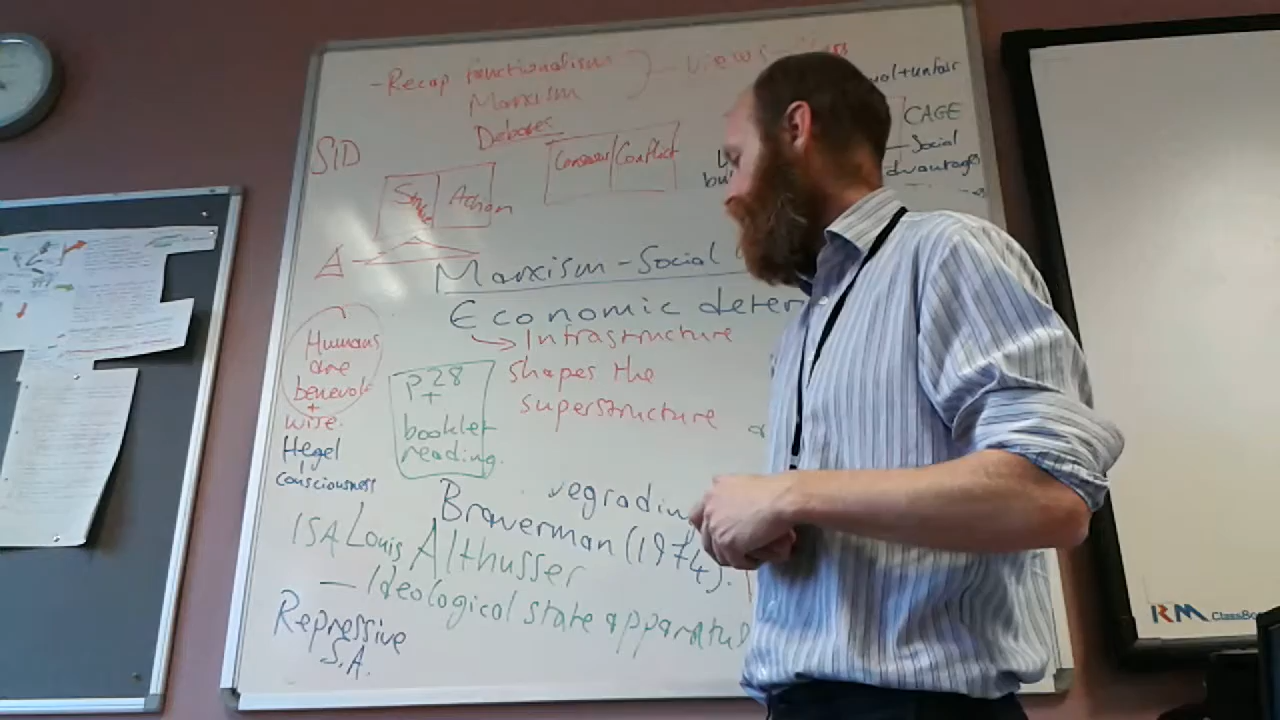 - Recap functionalism
Marxism
Debates
views
unfair
CAGE
Social
SID
Action
Consensus
Conflict
Marxism - Social
Economic deter
Infrastructure
shapes the
superstructure
Humans
are
benevol
+
wise.
Hegel
consciousness
P28
+
booklet
reading.
Braverman (1974).
ISA Louis Althusser
— Ideological state apparatus
Repressive
S.A.
RM ClassBo